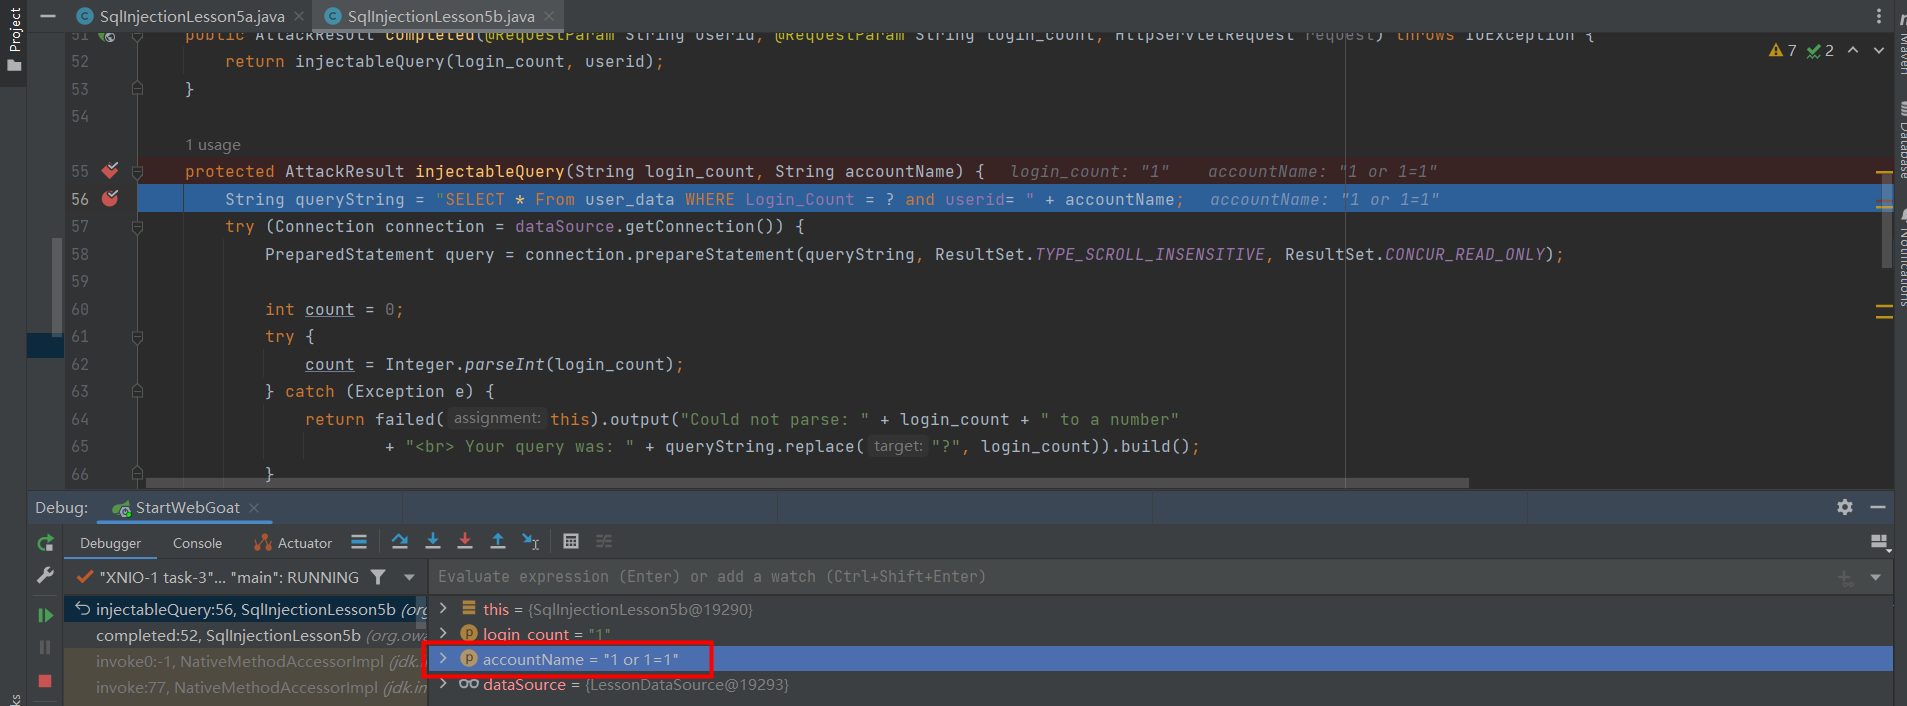 Project
SqlInjectionLesson5a.java
SqlInjectionLesson5b.java
51 public AttackResult completed(@RequestParam String userid, @RequestParam String login_count, HttpServletRequest request) throws IOException {
7 2
52 return injectableQuery(login_count, userid);
53 }
54
1 usage
55 protected AttackResult injectableQuery(String login_count, String accountName) { login_count: "1" accountName: "1 or 1=1"
56 String queryString = "SELECT * From user_data WHERE Login_Count = ? and userid= " + accountName; accountName: "1 or 1=1"
57 try (Connection connection = dataSource.getConnection()) {
58 PreparedStatement query = connection.prepareStatement(queryString, ResultSet.TYPE_SCROLL_INSENSITIVE, ResultSet.CONCUR_READ_ONLY);
59
60 int count = 0;
61 try {
62 count = Integer.parseInt(login_count);
63 } catch (Exception e) {
64 return failed( assignment: this).output("Could not parse: " + login_count + " to a number"
65 + "<br> Your query was: " + queryString.replace( target: "?", login_count)).build();
66 }
Maven
Database
Notifications
Debug: StartWebGoat
Debugger Console Actuator
"XNIO-1 task-3"... "main": RUNNING
Evaluate expression (Enter) or add a watch (Ctrl+Shift+Enter)
injectableQuery:56, SqlInjectionLesson5b (org
completed:52, SqlInjectionLesson5b (org.owa
invoke0:-1, NativeMethodAccessorImpl (jdk.in
invoke:77, NativeMethodAccessorImpl (jdk.in
this = {SqlInjectionLesson5b@19290}
login_count = "1"
accountName = "1 or 1=1"
dataSource = {LessonDataSource@19293}